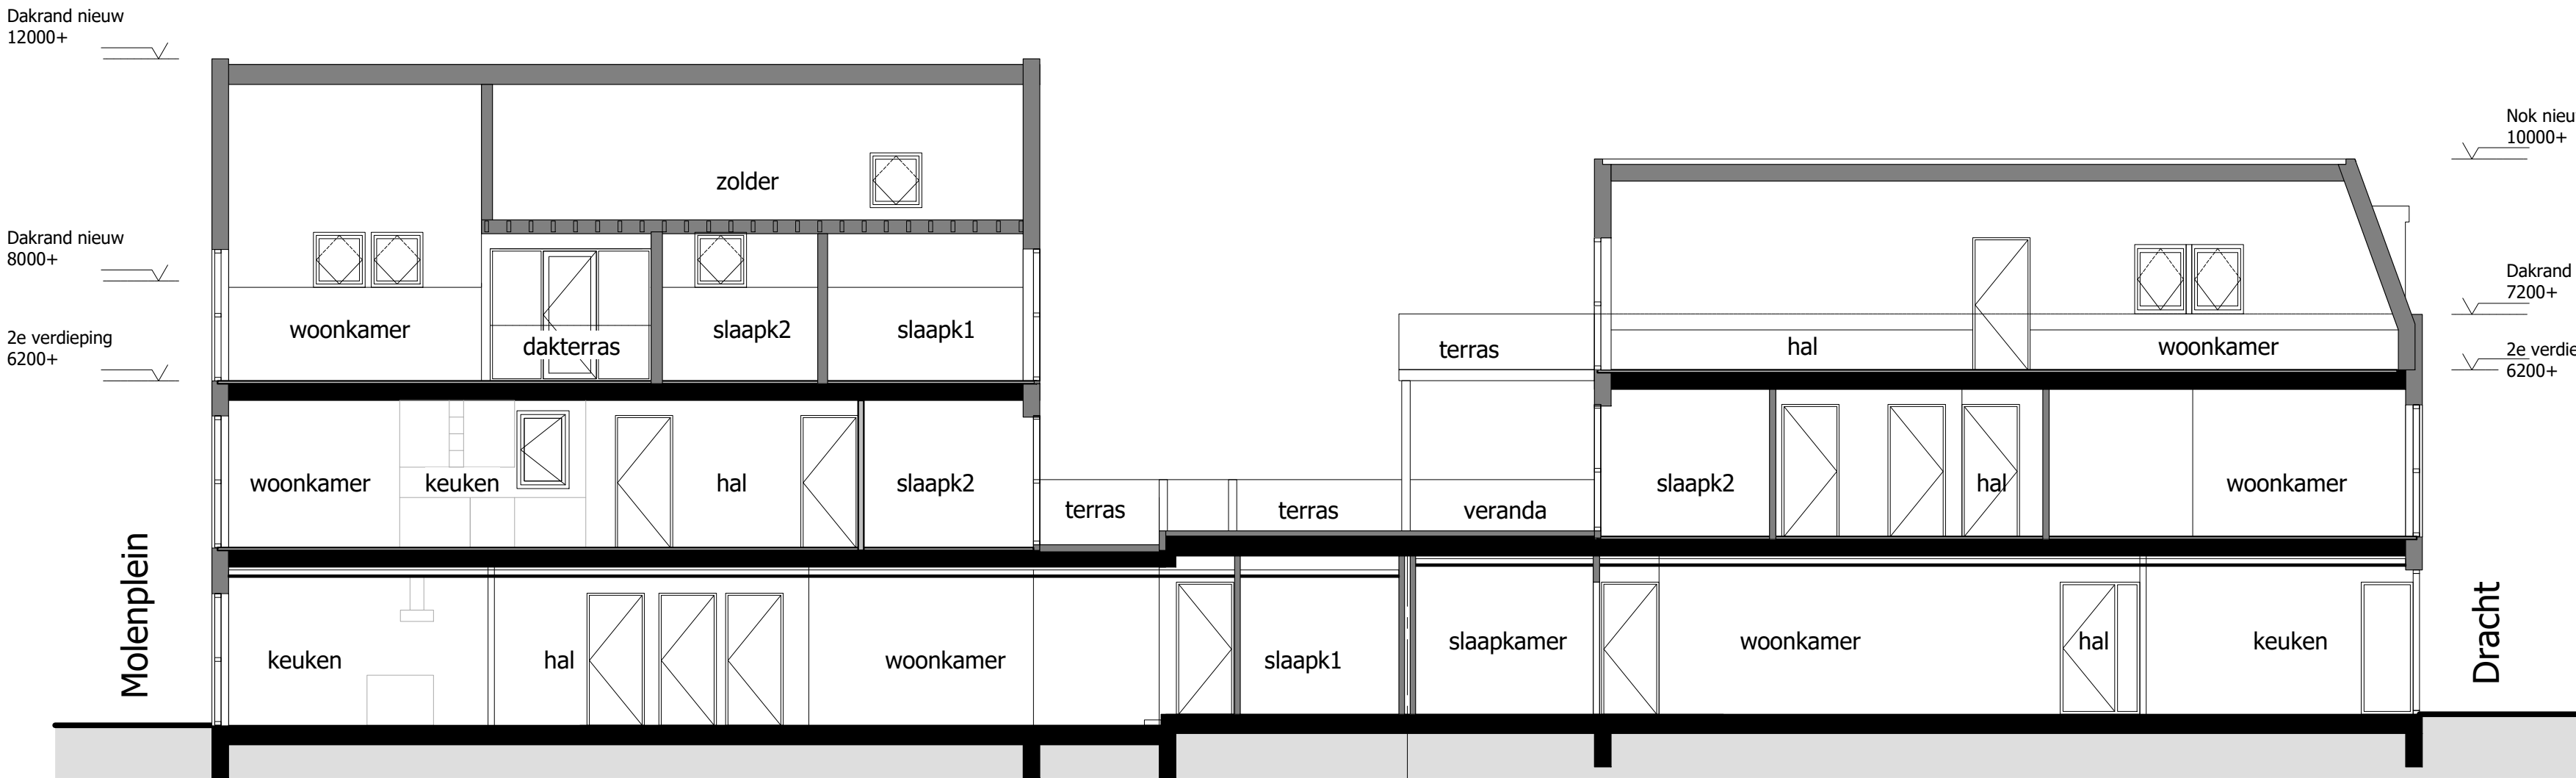 Dakrand nieuw
12000+
Nok nieu
10000+
zolder
Dakrand nieuw
8000+
Dakrand
7200+
2e verdieping
6200+
woonkamer
dakterras
slaapk2
slaapk1
terras
hal
woonkamer
2e verdie
6200+
woonkamer
keuken
hal
slaapk2
terras
terras
veranda
slaapk2
hal
woonkamer
Molenplein
keuken
hal
woonkamer
slaapk1
slaapkamer
woonkamer
hal
keuken
Dracht